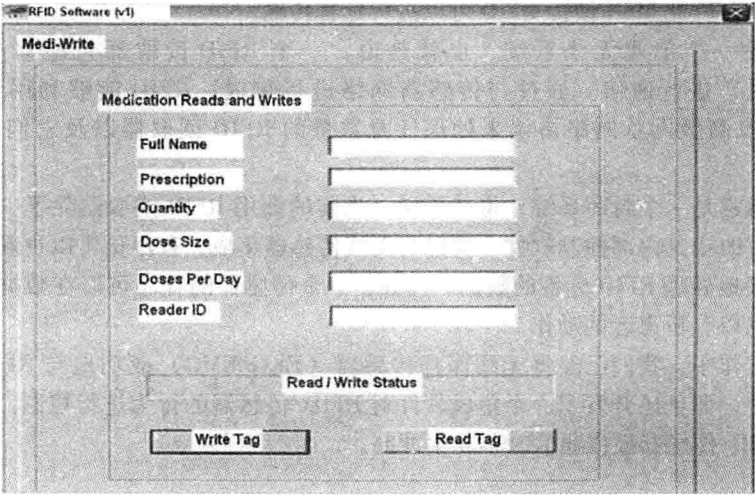 RFID Software (v1)
Medi-Write
Medication Reads and Writes
Full Name
Prescription
Quantity
Dose Size
Doses Per Day
Reader ID
Read / Write Status
Write Tag Read Tag